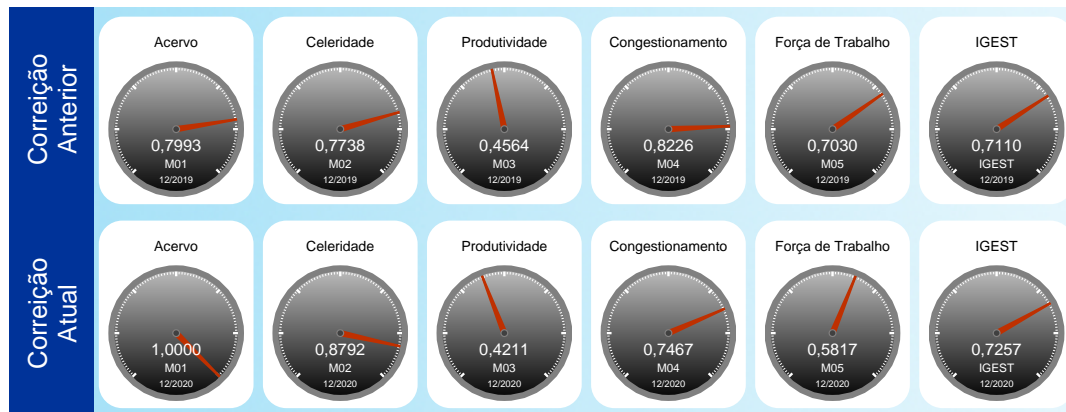 Correição
Anterior
Acervo
0,7993
M01
12/2019
Celeridade
0,7738
M02
12/2019
Produtividade
0,4564
M03
12/2019
Congestionamento
0,8226
M04
12/2019
Força de Trabalho
0,7030
M05
12/2019
IGEST
0,7110
IGEST
12/2019
Correição
Atual
Acervo
1,0000
M01
12/2020
Celeridade
0,8792
M02
12/2020
Produtividade
0,4211
M03
12/2020
Congestionamento
0,7467
M04
12/2020
Força de Trabalho
0,5817
M05
12/2020
IGEST
0,7257
IGEST
12/2020